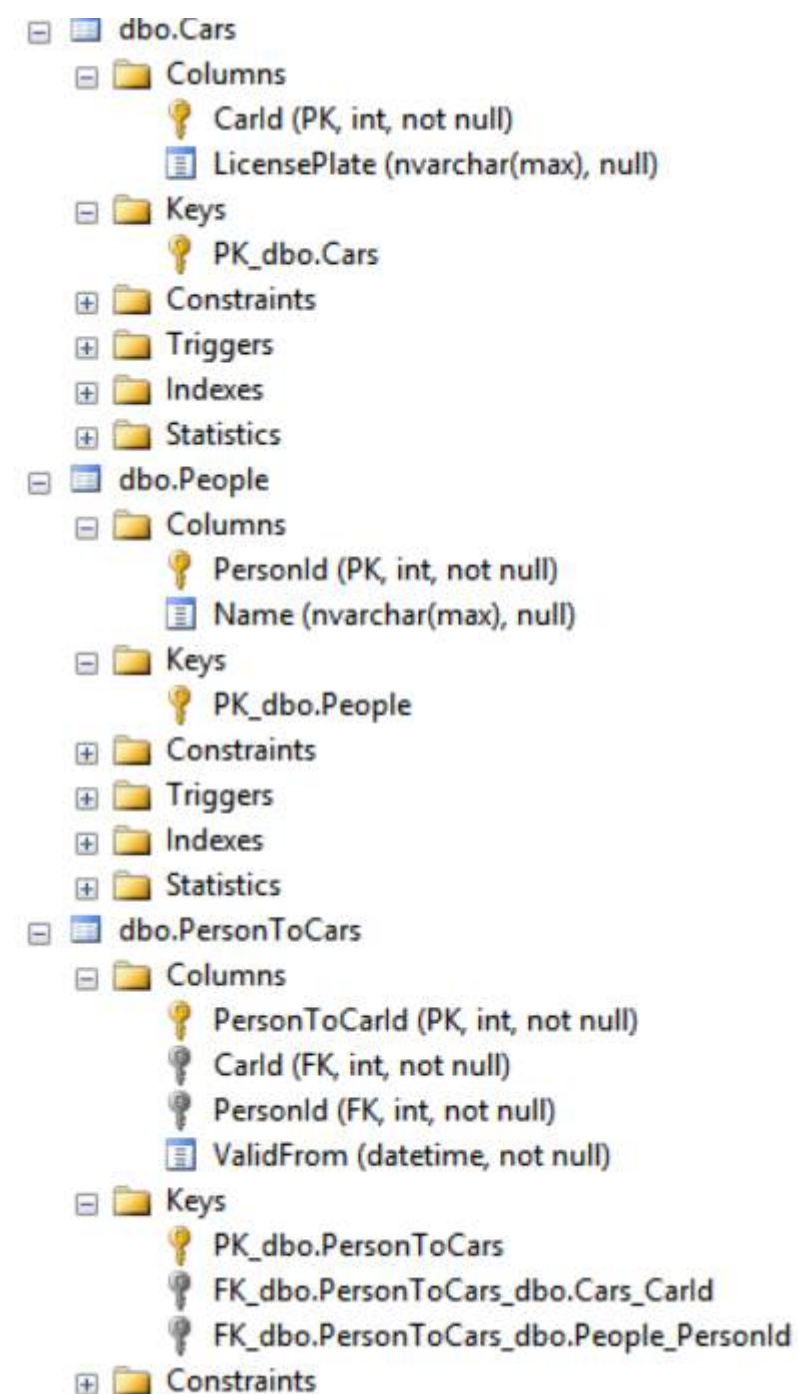 dbo.Cars
Columns
CarId (PK, int, not null)
LicensePlate (nvarchar(max), null)
Keys
PK_dbo.Cars
Constraints
Triggers
Indexes
Statistics
dbo.People
Columns
PersonId (PK, int, not null)
Name (nvarchar(max), null)
Keys
PK_dbo.People
Constraints
Triggers
Indexes
Statistics
dbo.PersonToCars
Columns
PersonToCarId (PK, int, not null)
CarId (FK, int, not null)
PersonId (FK, int, not null)
ValidFrom (datetime, not null)
Keys
PK_dbo.PersonToCars
FK_dbo.PersonToCars_dbo.Cars_CarId
FK_dbo.PersonToCars_dbo.People_PersonId
Constraints